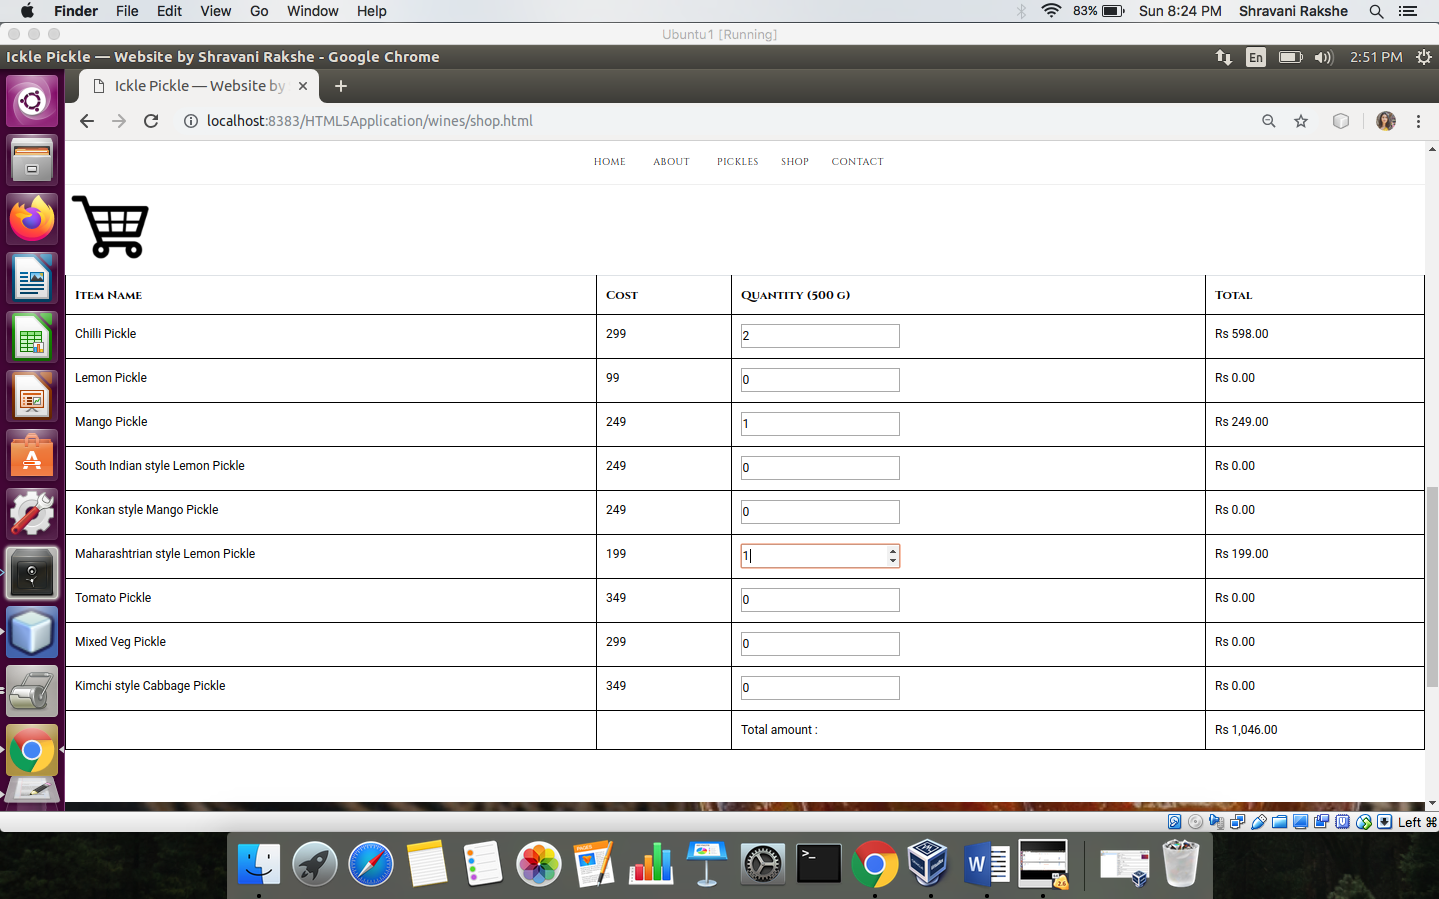 Finder File Edit View Go Window Help 83% Sun 8:24 PM Shravani Rakshe
Ubuntu1 [Running]
Ickle Pickle — Website by Shravani Rakshe - Google Chrome En 2:51 PM
Ickle Pickle — Website by
localhost:8383/HTML5Application/wines/shop.html
HOME ABOUT PICKLES SHOP CONTACT
Item Name Cost Quantity (500 g) Total
Chilli Pickle 299 2 Rs 598.00
Lemon Pickle 99 0 Rs 0.00
Mango Pickle 249 1 Rs 249.00
South Indian style Lemon Pickle 249 0 Rs 0.00
Konkan style Mango Pickle 249 0 Rs 0.00
Maharashtrian style Lemon Pickle 199 1 Rs 199.00
Tomato Pickle 349 0 Rs 0.00
Mixed Veg Pickle 299 0 Rs 0.00
Kimchi style Cabbage Pickle 349 0 Rs 0.00
Total amount : Rs 1,046.00
Left ⌘
PAGES
W